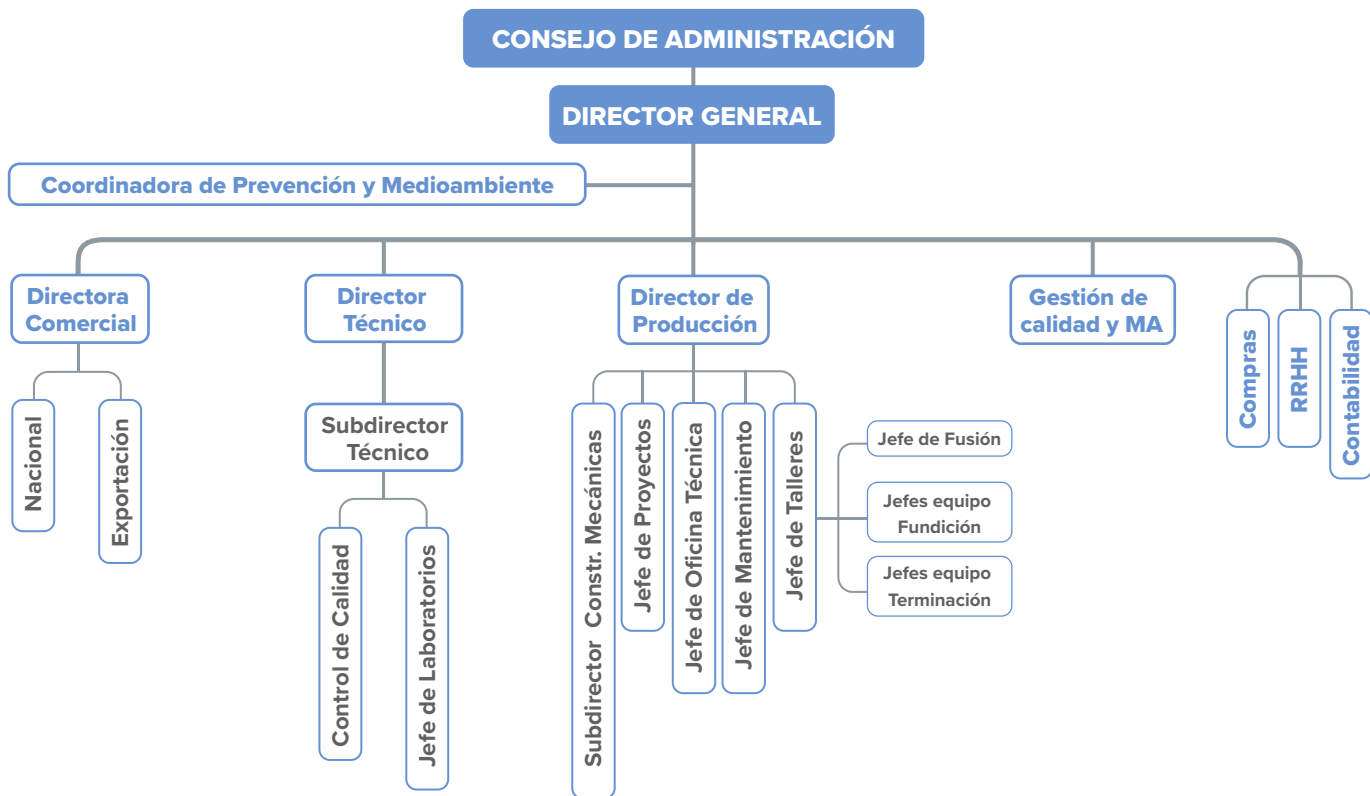 CONSEJO DE ADMINISTRACIÓN
DIRECTOR GENERAL
Coordinadora de Prevención y Medioambiente
Directora
Comercial
Director
Técnico
Director de
Producción
Gestión de
calidad y MA
Compras
RRHH
Contabilidad
Nacional
Exportación
Subdirector
Técnico
Control de Calidad
Jefe de Laboratorios
Subdirector Constr. Mecánicas
Jefe de Proyectos
Jefe de Oficina Técnica
Jefe de Mantenimiento
Jefe de Talleres
Jefe de Fusión
Jefes equipo
Fundición
Jefes equipo
Terminación